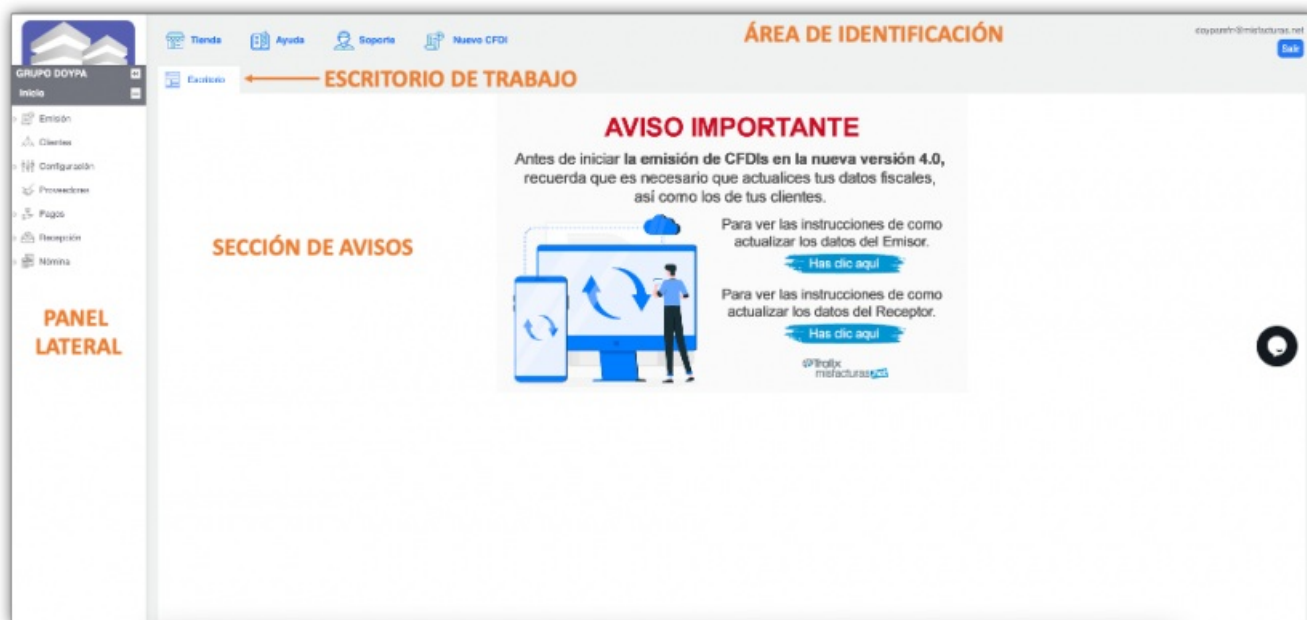 Tienda
Ayuda
Soporte
Nuevo CFDI
ÁREA DE IDENTIFICACIÓN
Salir
GRUPO DOYPA
Inicio
Escritorio
ESCRITORIO DE TRABAJO
Emisión
Clientes
Configuración
Proveedores
Pagos
Recepción
Nómina
PANEL
LATERAL
SECCIÓN DE AVISOS
AVISO IMPORTANTE
Antes de iniciar la emisión de CFDIs en la nueva versión 4.0,
recuerda que es necesario que actualices tus datos fiscales,
así como los de tus clientes.
Para ver las instrucciones de como
actualizar los datos del Emisor.
Has clic aquí
Para ver las instrucciones de como
actualizar los datos del Receptor.
Has clic aquí
misfacturas.net